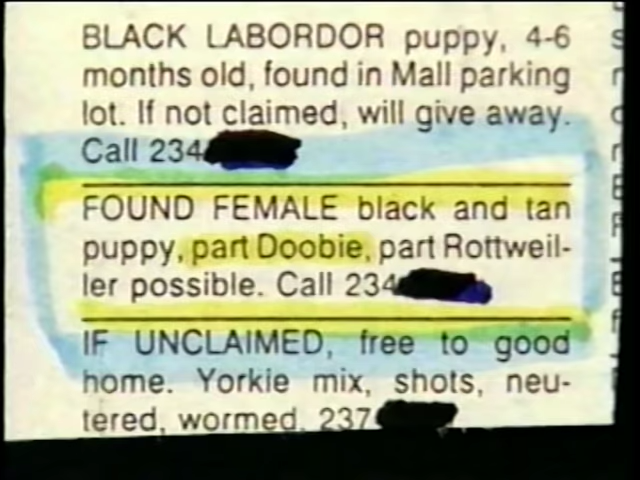 BLACK LABORDOR puppy, 4-6
months old, found in Mall parking
lot. If not claimed, will give away.
Call 234
FOUND FEMALE black and tan
puppy, part Doobie, part Rottweil-
ler possible. Call 234
IF UNCLAIMED, free to good
home. Yorkie mix, shots, neu-
tered, wormed. 237